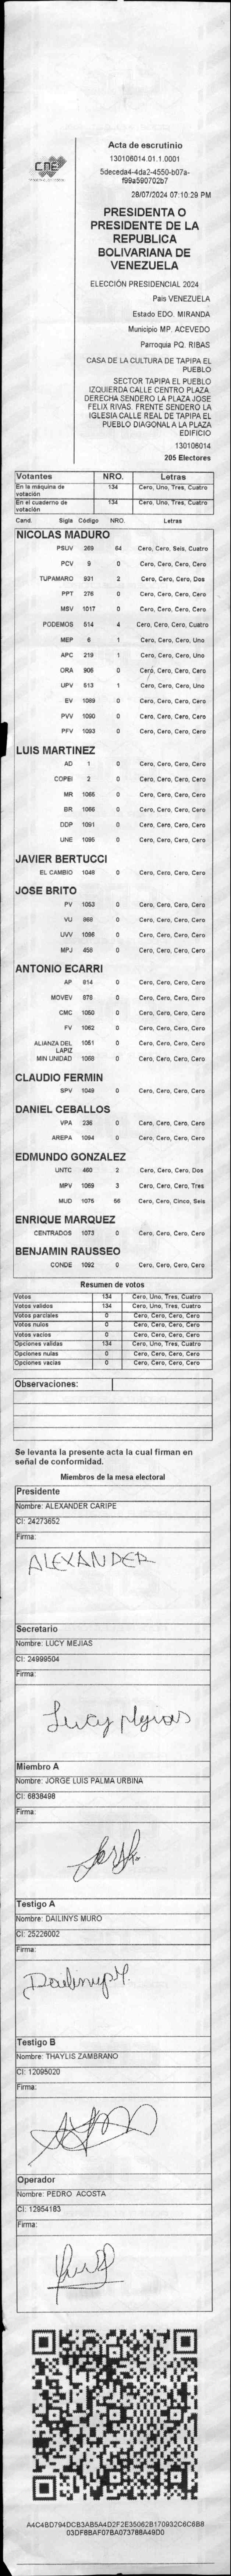 CNE
Acta de escrutinio
130106014.01.1.0001
5deceda4-4da2-4550-b07a-
f99a590702b7
28/07/2024 07:10:29 PM
PRESIDENTA O
PRESIDENTE DE LA
REPUBLICA
BOLIVARIANA DE
VENEZUELA
ELECCIÓN PRESIDENCIAL 2024
País VENEZUELA
Estado EDO. MIRANDA
Municipio MP. ACEVEDO
Parroquia PQ. RIBAS
CASA DE LA CULTURA DE TAPIPA EL
PUEBLO
SECTOR TAPIPA EL PUEBLO
IZQUIERDA CALLE CENTRO PLAZA.
DERECHA SENDERO LA PLAZA JOSE
FELIX RIVAS. FRENTE SENDERO LA
IGLESIA CALLE REAL DE TAPIPA EL
PUEBLO DIAGONAL A LA PLAZA
EDIFICIO
130106014
205 Electores
Votantes NRO. Letras
En la máquina de votación 134 Cero, Uno, Tres, Cuatro
En el cuaderno de votación 134 Cero, Uno, Tres, Cuatro
Cand. Sigla Código NRO. Letras
NICOLAS MADURO
PSUV 269 64 Cero, Cero, Seis, Cuatro
PCV 9 0 Cero, Cero, Cero, Cero
TUPAMARO 931 2 Cero, Cero, Cero, Dos
PPT 276 0 Cero, Cero, Cero, Cero
MSV 1017 0 Cero, Cero, Cero, Cero
PODEMOS 514 4 Cero, Cero, Cero, Cuatro
MEP 6 1 Cero, Cero, Cero, Uno
APC 219 1 Cero, Cero, Cero, Uno
ORA 906 0 Cero, Cero, Cero, Cero
UPV 513 1 Cero, Cero, Cero, Uno
EV 1089 0 Cero, Cero, Cero, Cero
PVV 1090 0 Cero, Cero, Cero, Cero
PFV 1093 0 Cero, Cero, Cero, Cero
LUIS MARTINEZ
AD 1 0 Cero, Cero, Cero, Cero
COPEI 2 0 Cero, Cero, Cero, Cero
MR 1065 0 Cero, Cero, Cero, Cero
BR 1066 0 Cero, Cero, Cero, Cero
DDP 1091 0 Cero, Cero, Cero, Cero
UNE 1095 0 Cero, Cero, Cero, Cero
JAVIER BERTUCCI
EL CAMBIO 1048 0 Cero, Cero, Cero, Cero
JOSE BRITO
PV 1053 0 Cero, Cero, Cero, Cero
VU 868 0 Cero, Cero, Cero, Cero
UVV 1086 0 Cero, Cero, Cero, Cero
MPJ 458 0 Cero, Cero, Cero, Cero
ANTONIO ECARRI
AP 814 0 Cero, Cero, Cero, Cero
MOVEV 878 0 Cero, Cero, Cero, Cero
CMC 1050 0 Cero, Cero, Cero, Cero
FV 1062 0 Cero, Cero, Cero, Cero
ALIANZA DEL LAPIZ 1051 0 Cero, Cero, Cero, Cero
MIN UNIDAD 1088 0 Cero, Cero, Cero, Cero
CLAUDIO FERMIN
SPV 1049 0 Cero, Cero, Cero, Cero
DANIEL CEBALLOS
VPA 236 0 Cero, Cero, Cero, Cero
AREPA 1094 0 Cero, Cero, Cero, Cero
EDMUNDO GONZALEZ
UNTC 460 2 Cero, Cero, Cero, Dos
MPV 1069 3 Cero, Cero, Cero, Tres
MUD 1075 56 Cero, Cero, Cinco, Seis
ENRIQUE MARQUEZ
CENTRADOS 1073 0 Cero, Cero, Cero, Cero
BENJAMIN RAUSSEO
CONDE 1092 0 Cero, Cero, Cero, Cero
Resumen de votos
Votos 134 Cero, Uno, Tres, Cuatro
Votos validos 134 Cero, Uno, Tres, Cuatro
Votos parciales 0 Cero, Cero, Cero, Cero
Votos nulos 0 Cero, Cero, Cero, Cero
Votos vacíos 0 Cero, Cero, Cero, Cero
Opciones validas 134 Cero, Uno, Tres, Cuatro
Opciones nulas 0 Cero, Cero, Cero, Cero
Opciones vacias 0 Cero, Cero, Cero, Cero
Observaciones:
Se levanta la presente acta la cual firman en
señal de conformidad.
Miembros de la mesa electoral
Presidente
Nombre: ALEXANDER CARIPE
CI: 24273652
Firma:
ALEXANDER
Secretario
Nombre: LUCY MEJIAS
CI: 24999504
Firma:
Lucy Mejias
Miembro A
Nombre: JORGE LUIS PALMA URBINA
CI: 6838498
Firma:
Testigo A
Nombre: DAILINYS MURO
CI: 25226002
Firma:
Dailinys M.
Testigo B
Nombre: THAYLIS ZAMBRANO
CI: 12095020
Firma:
Operador
Nombre: PEDRO ACOSTA
CI: 12954183
Firma:
A4C4BD794DCB3AB5A4D2F2E35062B170932C6C6B8
03DF8BAF07BA073788A49D0